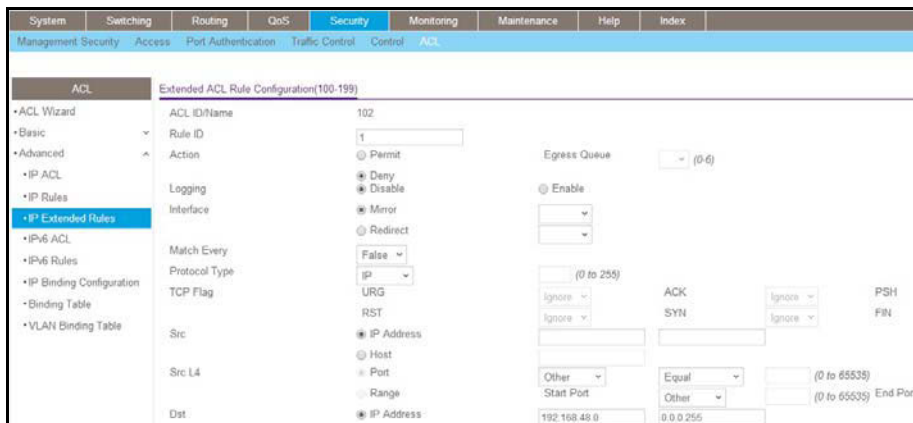 System Switching Routing QoS Security Monitoring Maintenance Help Index
Management Security Access Port Authentication Traffic Control Control ACL
ACL
•ACL Wizard
•Basic
•Advanced
•IP ACL
•IP Rules
•IP Extended Rules
•IPv6 ACL
•IPv6 Rules
•IP Binding Configuration
•Binding Table
•VLAN Binding Table
Extended ACL Rule Configuration(100-199)
ACL ID/Name 102
Rule ID 1
Action Permit Egress Queue (0-6)
Deny
Logging Disable Enable
Interface Mirror
Redirect
Match Every False
Protocol Type IP (0 to 255)
TCP Flag URG Ignore ACK Ignore PSH
RST Ignore SYN Ignore FIN
Src IP Address
Host
Src L4 Port Other Equal (0 to 65535)
Range Start Port Other (0 to 65535) End Por
Dst IP Address 192.168.48.0 0.0.0.255